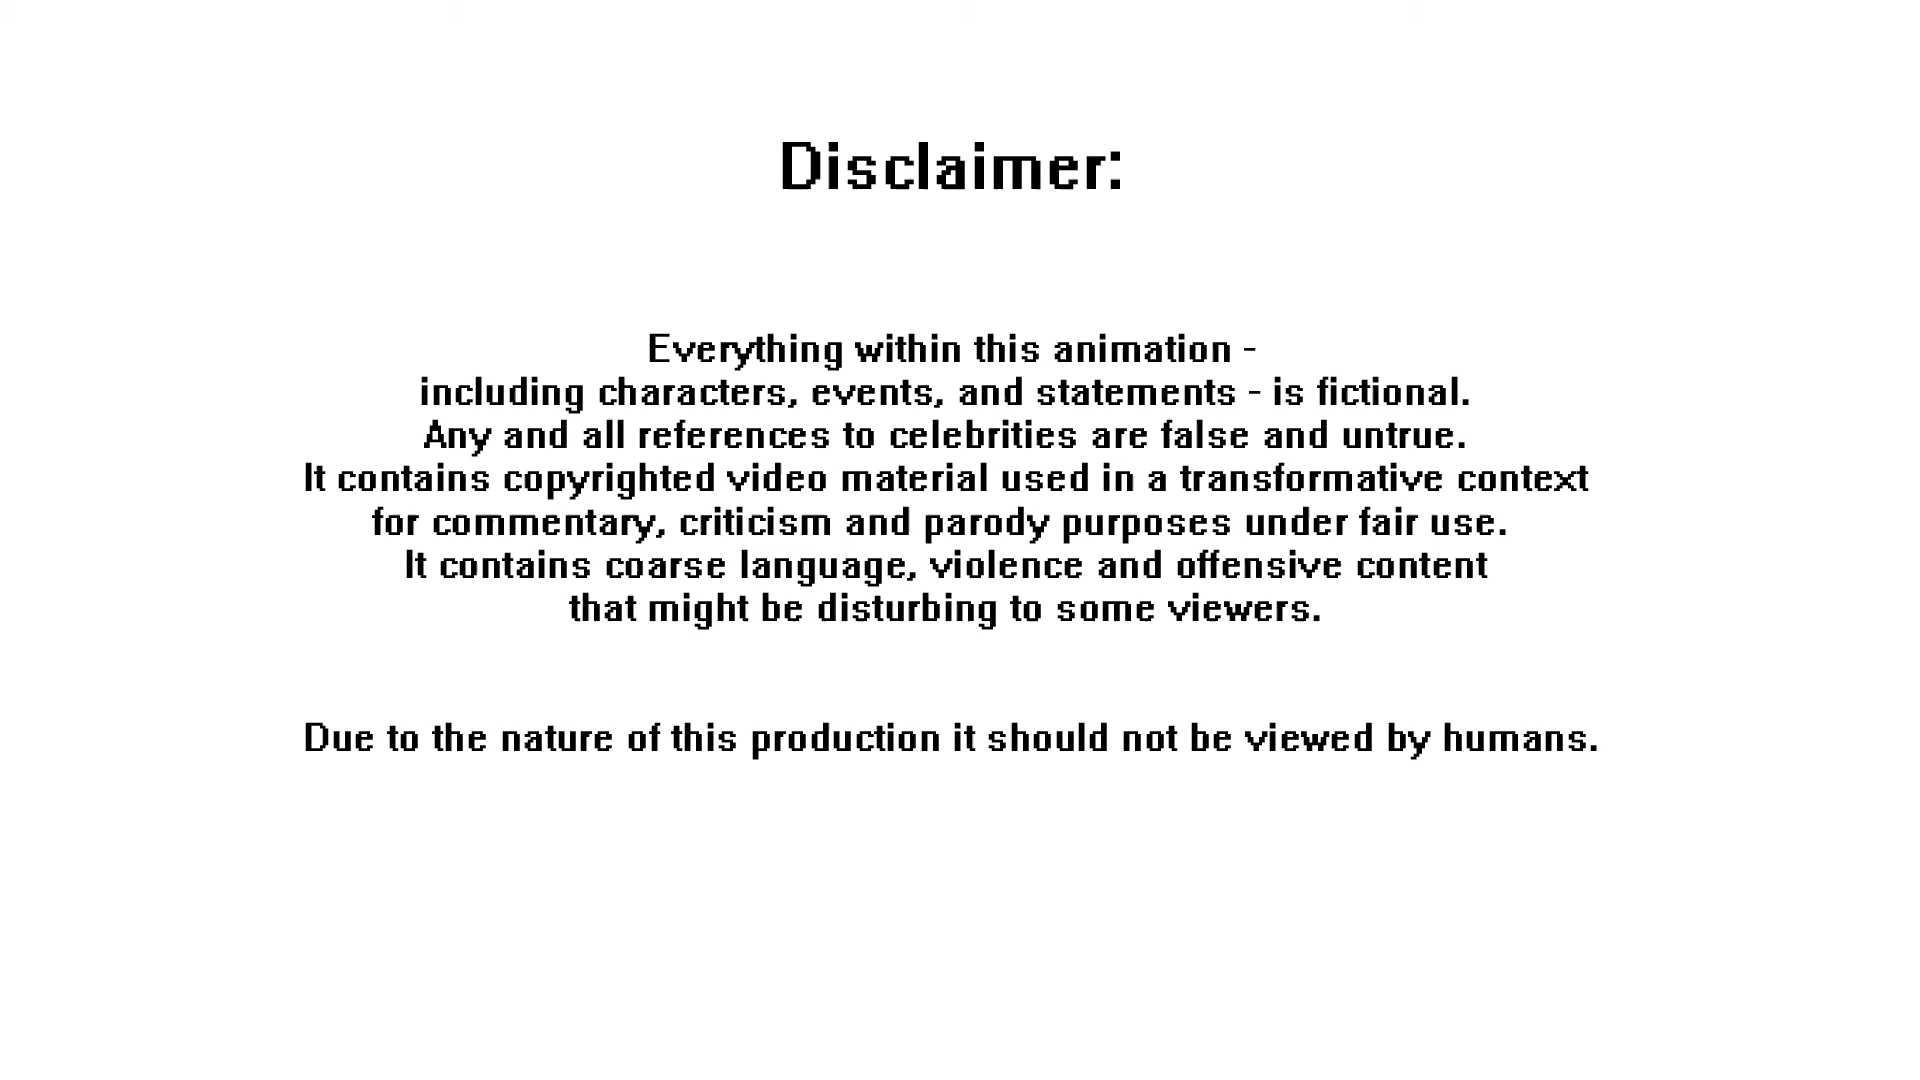 Disclaimer:
Everything within this animation -
including characters, events, and statements - is fictional.
Any and all references to celebrities are false and untrue.
It contains copyrighted video material used in a transformative context
for commentary, criticism and parody purposes under fair use.
It contains coarse language, violence and offensive content
that might be disturbing to some viewers.
Due to the nature of this production it should not be viewed by humans.